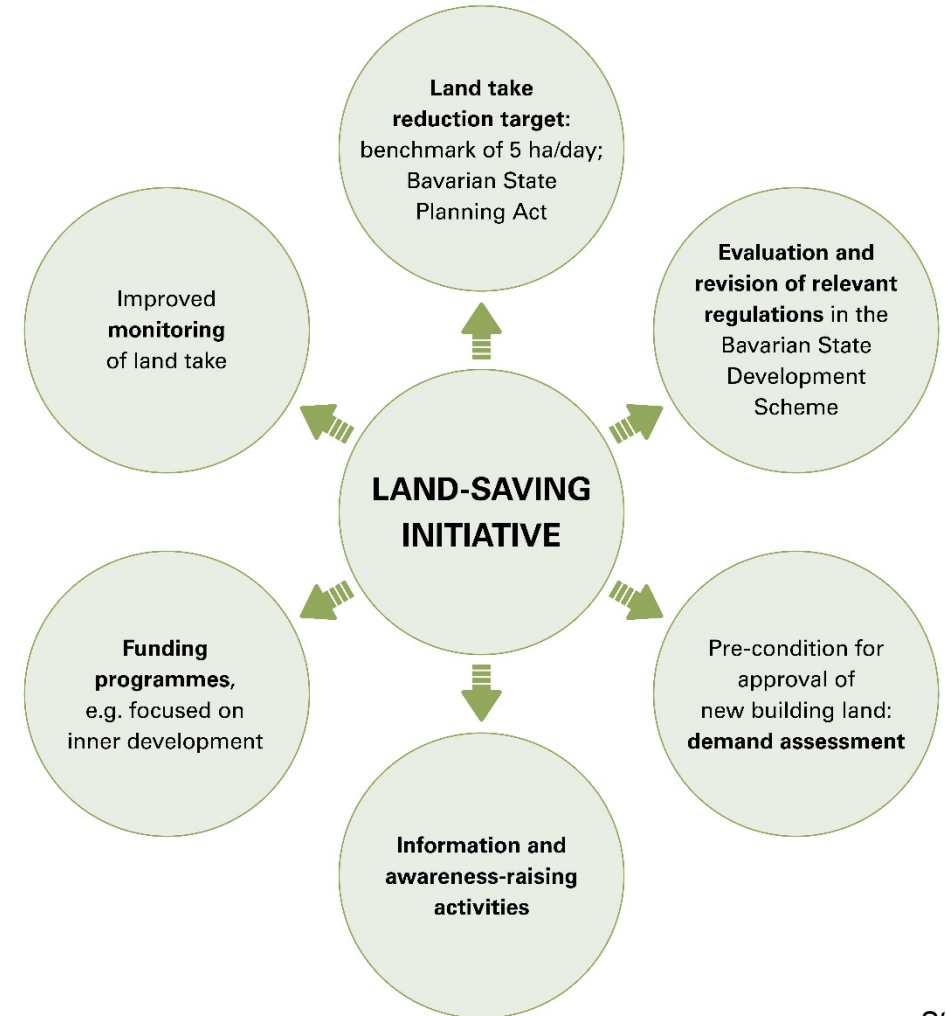 Land take
reduction target:
benchmark of 5 ha/day;
Bavarian State
Planning Act
Evaluation and
revision of relevant
regulations in the
Bavarian State
Development
Scheme
Improved
monitoring
of land take
LAND-SAVING
INITIATIVE
Funding
programmes,
e.g. focused on
inner development
Pre-condition for
approval of
new building land:
demand assessment
Information and
awareness-raising
activities